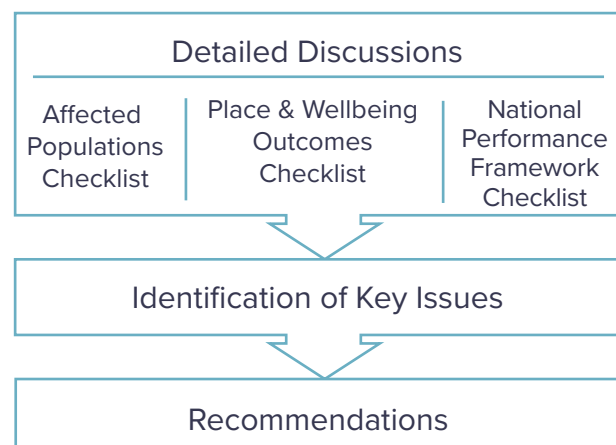 Detailed Discussions
Affected
Populations
Checklist
Place & Wellbeing
Outcomes
Checklist
National
Performance
Framework
Checklist
Identification of Key Issues
Recommendations